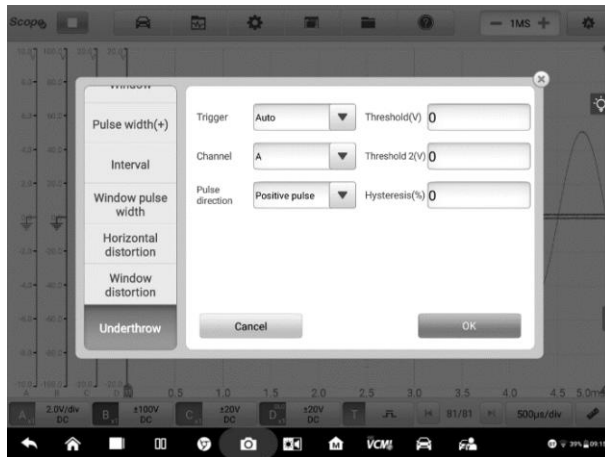 Scope
1MS
Window
Pulse width(+)
Interval
Window pulse
width
Horizontal
distortion
Window
distortion
Underthrow
Trigger
Auto
Threshold(V)
0
Channel
A
Threshold 2(V)
0
Pulse
direction
Positive pulse
Hysteresis(%)
0
Cancel
OK
A B C D 0.5 1.0 1.5 2.0 2.5 3.0 3.5 4.0 4.5
A 2.0V/div
DC
B ±100V
DC
C ±20V
DC
D ±20V
DC
T
81/81
500μs/div
M
VCMI
39%